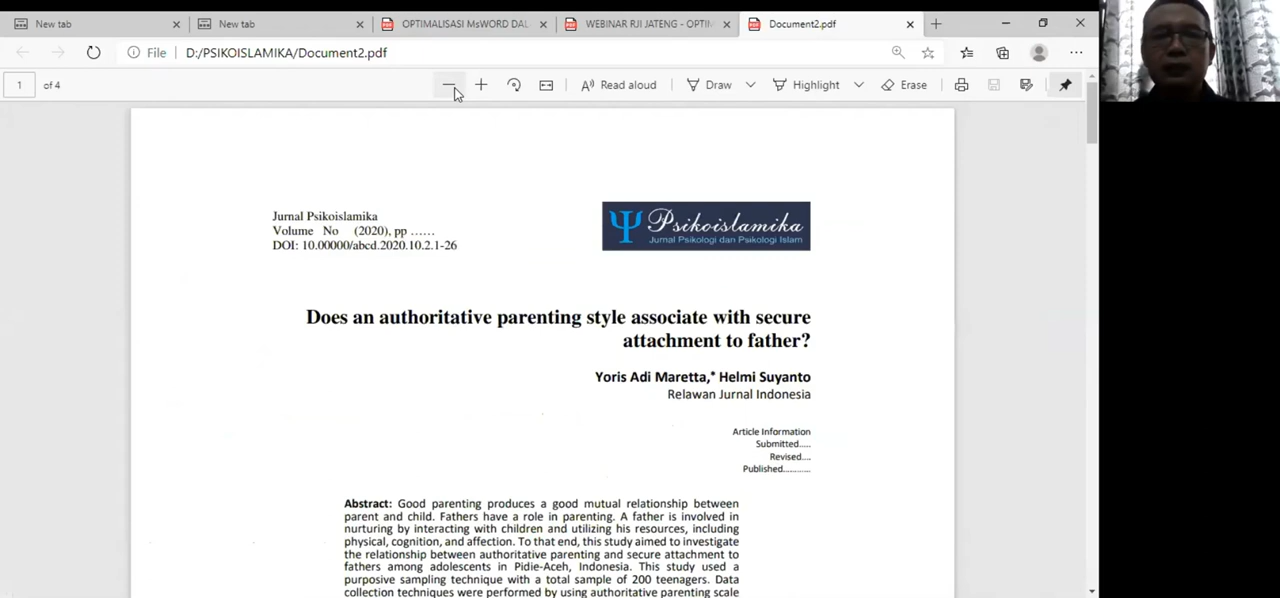 New tab
New tab
OPTIMALISASI MsWORD DAL
WEBINAR RJI JATENG - OPTIM
Document2.pdf
File D:/PSIKOISLAMIKA/Document2.pdf
1 of 4
Read aloud
Draw
Highlight
Erase
Jurnal Psikoislamika
Volume No (2020), pp ......
DOI: 10.00000/abcd.2020.10.2.1-26
Psikoislamika
Jurnal Psikologi dan Psikologi Islam
Does an authoritative parenting style associate with secure
attachment to father?
Yoris Adi Maretta,* Helmi Suyanto
Relawan Jurnal Indonesia
Article Information
Submitted.....
Revised....
Published...........
Abstract: Good parenting produces a good mutual relationship between
parent and child. Fathers have a role in parenting. A father is involved in
nurturing by interacting with children and utilizing his resources, including
physical, cognition, and affection. To that end, this study aimed to investigate
the relationship between authoritative parenting and secure attachment to
fathers among adolescents in Pidie-Aceh, Indonesia. This study used a
purposive sampling technique with a total sample of 200 teenagers. Data
collection techniques were performed by using authoritative parenting scale